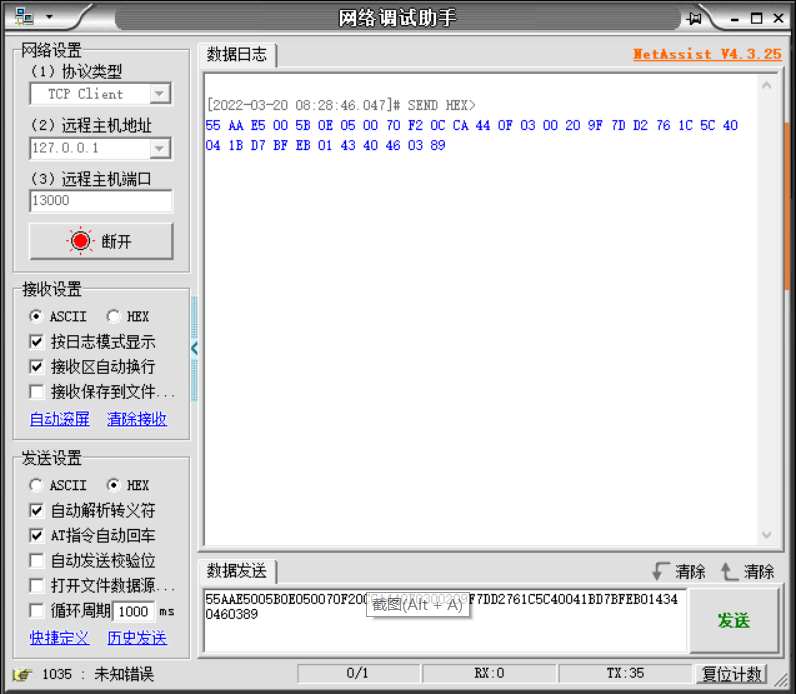 网络调试助手
网络设置
(1) 协议类型
TCP Client
(2) 远程主机地址
127.0.0.1
(3) 远程主机端口
13000
断开
接收设置
ASCII HEX
按日志模式显示
接收区自动换行
接收保存到文件...
自动滚屏 清除接收
发送设置
ASCII HEX
自动解析转义符
AT指令自动回车
自动发送校验位
打开文件数据源...
循环周期 1000 ms
快捷定义 历史发送
数据日志
NetAssist V4.3.25
[2022-03-20 08:28:46.047]# SEND HEX>
55 AA E5 00 5B 0E 05 00 70 F2 0C CA 44 0F 03 00 20 9F 7D D2 76 1C 5C 40
04 1B D7 BF EB 01 43 40 46 03 89
数据发送
清除 清除
55AAE5005B0E050070F20 F7DD2761C5C40041BD7BFEB01434
0460389
截图(Alt + A)
发送
1035 : 未知错误
0/1
RX:0
TX:35
复位计数